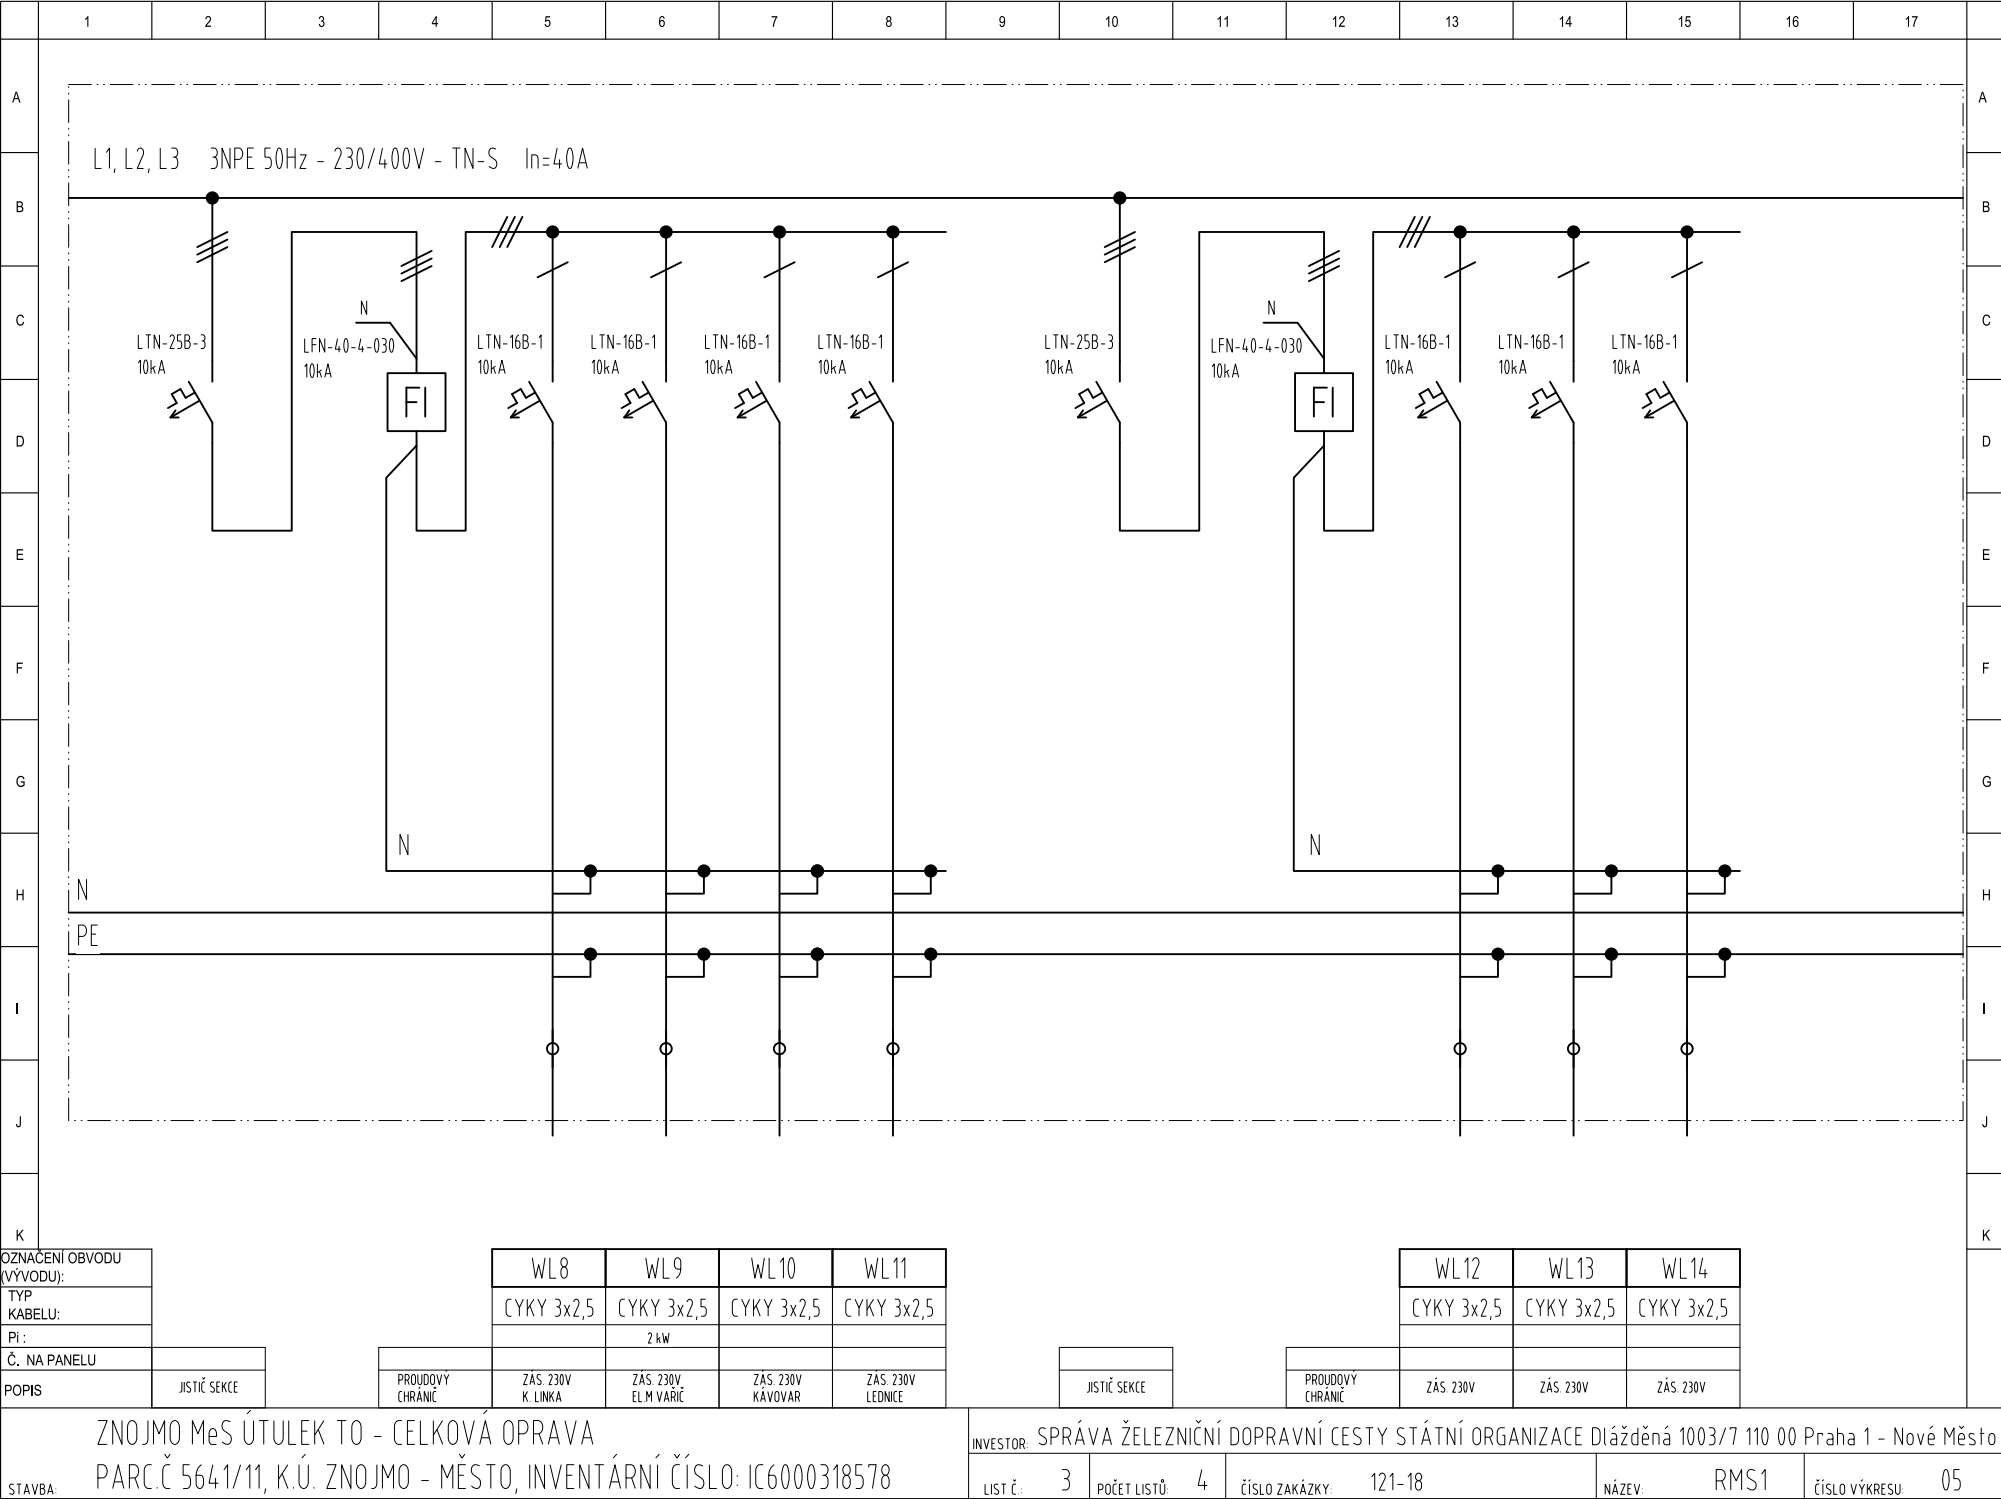 1 2 3 4 5 6 7 8 9 10 11 12 13 14 15 16 17
A A
L1, L2, L3 3NPE 50Hz - 230/400V - TN-S In=40A
B B
N N
C C
LTN-25B-3 LFN-40-4-030 LTN-16B-1 LTN-16B-1 LTN-16B-1 LTN-16B-1 LTN-25B-3 LFN-40-4-030 LTN-16B-1 LTN-16B-1 LTN-16B-1
10kA 10kA 10kA 10kA 10kA 10kA 10kA 10kA 10kA 10kA 10kA
FI FI
D D
E E
F F
G G
N N
H N H
PE
I I
J J
K K
OZNAČENÍ OBVODU
(VÝVODU): WL8 WL9 WL10 WL11 WL12 WL13 WL14
TYP
KABELU: CYKY 3x2,5 CYKY 3x2,5 CYKY 3x2,5 CYKY 3x2,5 CYKY 3x2,5 CYKY 3x2,5 CYKY 3x2,5
Pi : 2 kW
Č. NA PANELU
POPIS JISTIČ SEKCE PROUDOVÝ ZÁS. 230V ZÁS. 230V ZÁS. 230V ZÁS. 230V JISTIČ SEKCE PROUDOVÝ ZÁS. 230V ZÁS. 230V ZÁS. 230V
CHRÁNIČ K. LINKA EL.M VAŘIČ KÁVOVAR LEDNICE CHRÁNIČ
ZNOJMO MeS ÚTULEK TO - CELKOVÁ OPRAVA
INVESTOR: SPRÁVA ŽELEZNIČNÍ DOPRAVNÍ CESTY STÁTNÍ ORGANIZACE Dlážděná 1003/7 110 00 Praha 1 - Nové Město
STAVBA: PARC.Č 5641/11, K.Ú. ZNOJMO - MĚSTO, INVENTÁRNÍ ČÍSLO: IC6000318578
LIST Č.: 3 POČET LISTŮ: 4 ČÍSLO ZAKÁZKY: 121-18 NÁZEV: RMS1 ČÍSLO VÝKRESU: 05